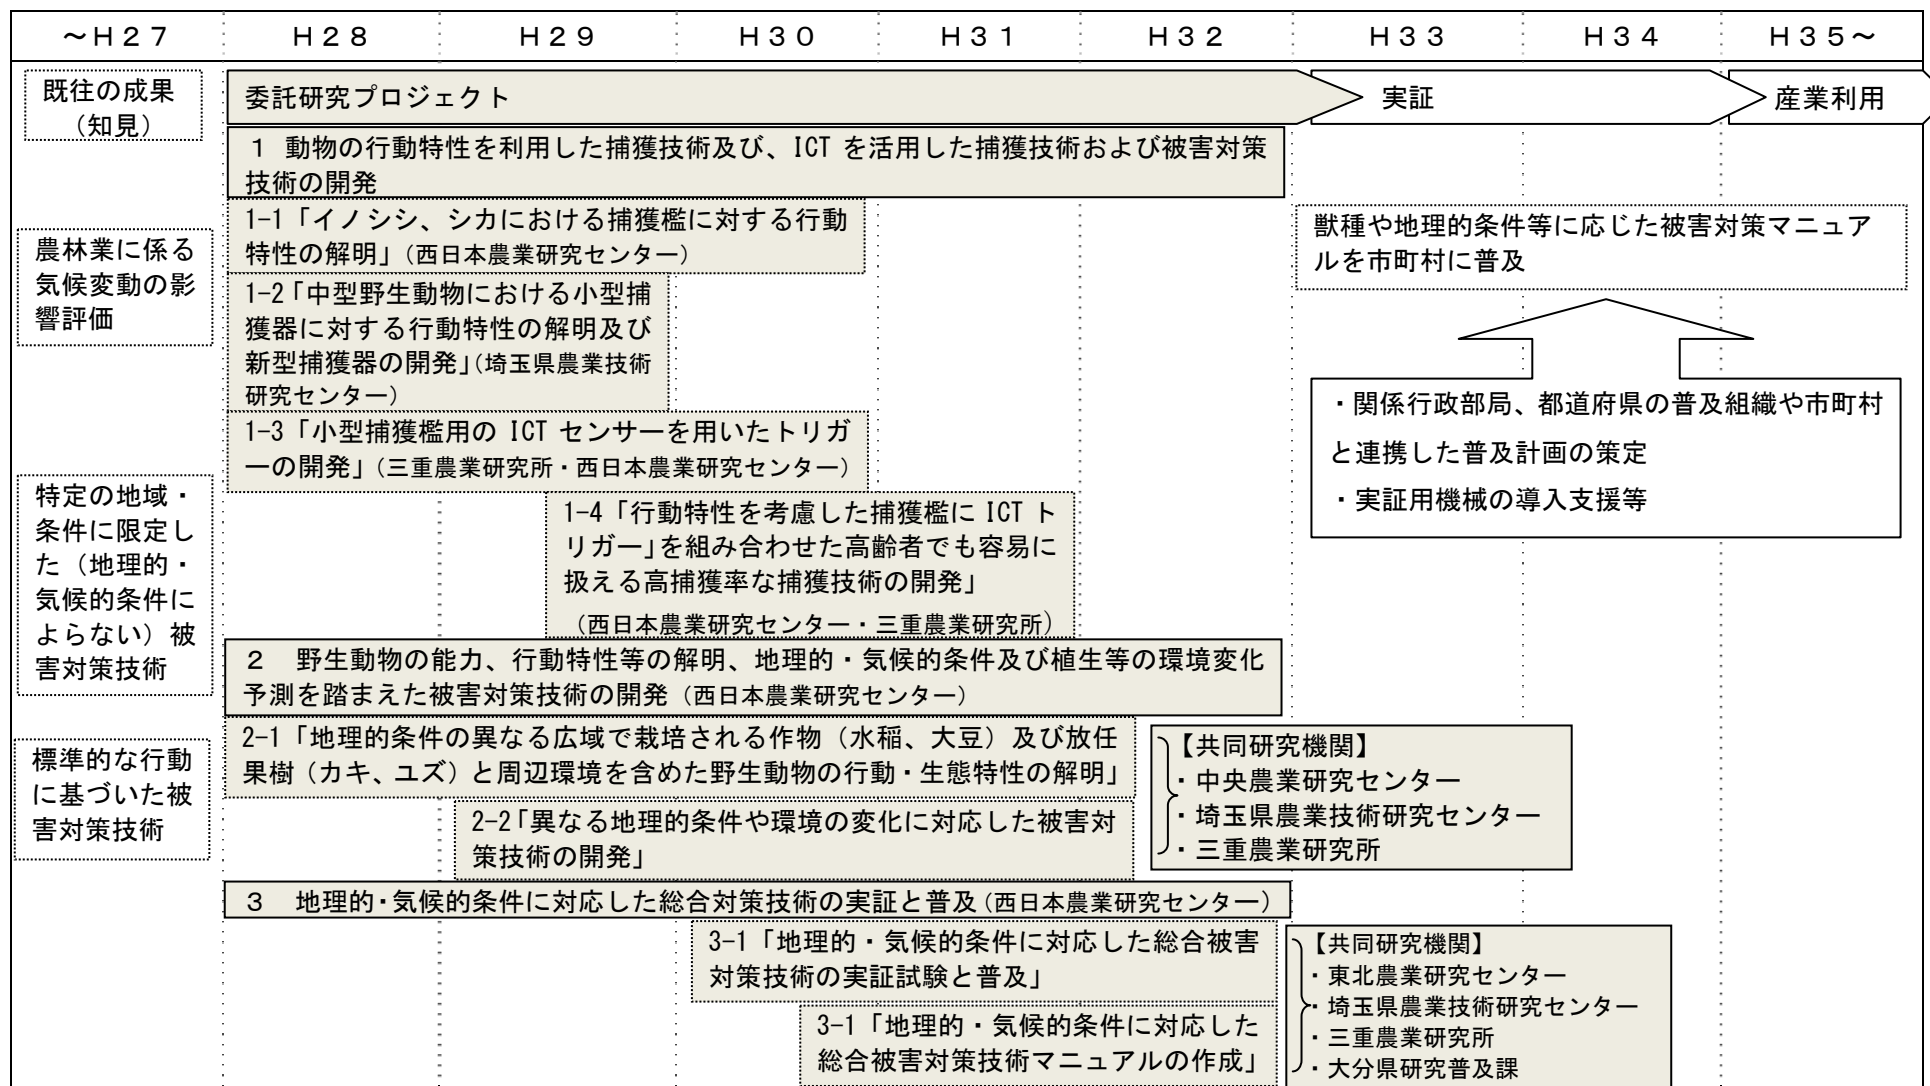 ～Ｈ２７ Ｈ２８ Ｈ２９ Ｈ３０ Ｈ３１ Ｈ３２ Ｈ３３ Ｈ３４ Ｈ３５～
既往の成果
（知見）
委託研究プロジェクト
実証
産業利用
１ 動物の行動特性を利用した捕獲技術及び、ICT を活用した捕獲技術および被害対策
技術の開発
1-1「イノシシ、シカにおける捕獲檻に対する行動
特性の解明」（西日本農業研究センター）
1-2「中型野生動物における小型捕
獲器に対する行動特性の解明及び
新型捕獲器の開発」（埼玉県農業技術
研究センター）
1-3「小型捕獲檻用の ICT センサーを用いたトリガ
ーの開発」（三重農業研究所・西日本農業研究センター）
1-4「行動特性を考慮した捕獲檻に ICT ト
リガー」を組み合わせた高齢者でも容易に
扱える高捕獲率な捕獲技術の開発」
（西日本農業研究センター・三重農業研究所）
農林業に係る
気候変動の影
響評価
特定の地域・
条件に限定し
た（地理的・
気候的条件に
よらない）被
害対策技術
標準的な行動
に基づいた被
害対策技術
獣種や地理的条件等に応じた被害対策マニュア
ルを市町村に普及
・関係行政部局、都道府県の普及組織や市町村
と連携した普及計画の策定
・実証用機械の導入支援等
２ 野生動物の能力、行動特性等の解明、地理的・気候的条件及び植生等の環境変化
予測を踏まえた被害対策技術の開発（西日本農業研究センター）
2-1「地理的条件の異なる広域で栽培される作物（水稲、大豆）及び放任
果樹（カキ、ユズ）と周辺環境を含めた野生動物の行動・生態特性の解明」
2-2「異なる地理的条件や環境の変化に対応した被害対
策技術の開発」
【共同研究機関】
・中央農業研究センター
・埼玉県農業技術研究センター
・三重農業研究所
３ 地理的・気候的条件に対応した総合対策技術の実証と普及（西日本農業研究センター）
3-1「地理的・気候的条件に対応した総合被害
対策技術の実証試験と普及」
3-1「地理的・気候的条件に対応した
総合被害対策技術マニュアルの作成」
【共同研究機関】
・東北農業研究センター
・埼玉県農業技術研究センター
・三重農業研究所
・大分県研究普及課